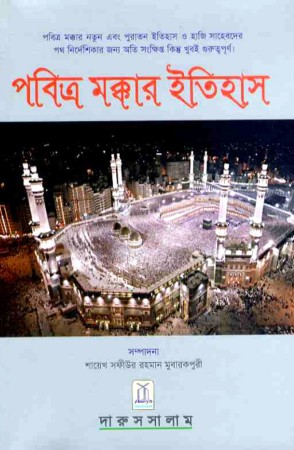 পবিত্র মক্কার নতুন এবং পুরাতন ইতিহাস ও হাজি সাহেবদের
পথ নির্দেশিকার জন্য অতি সংক্ষিপ্ত কিন্তু খুবই গুরুত্বপূর্ণ।
পবিত্র মক্কার ইতিহাস
সম্পাদনা
শায়েখ সফীউর রহমান মুবারকপুরী
দারুসসালাম